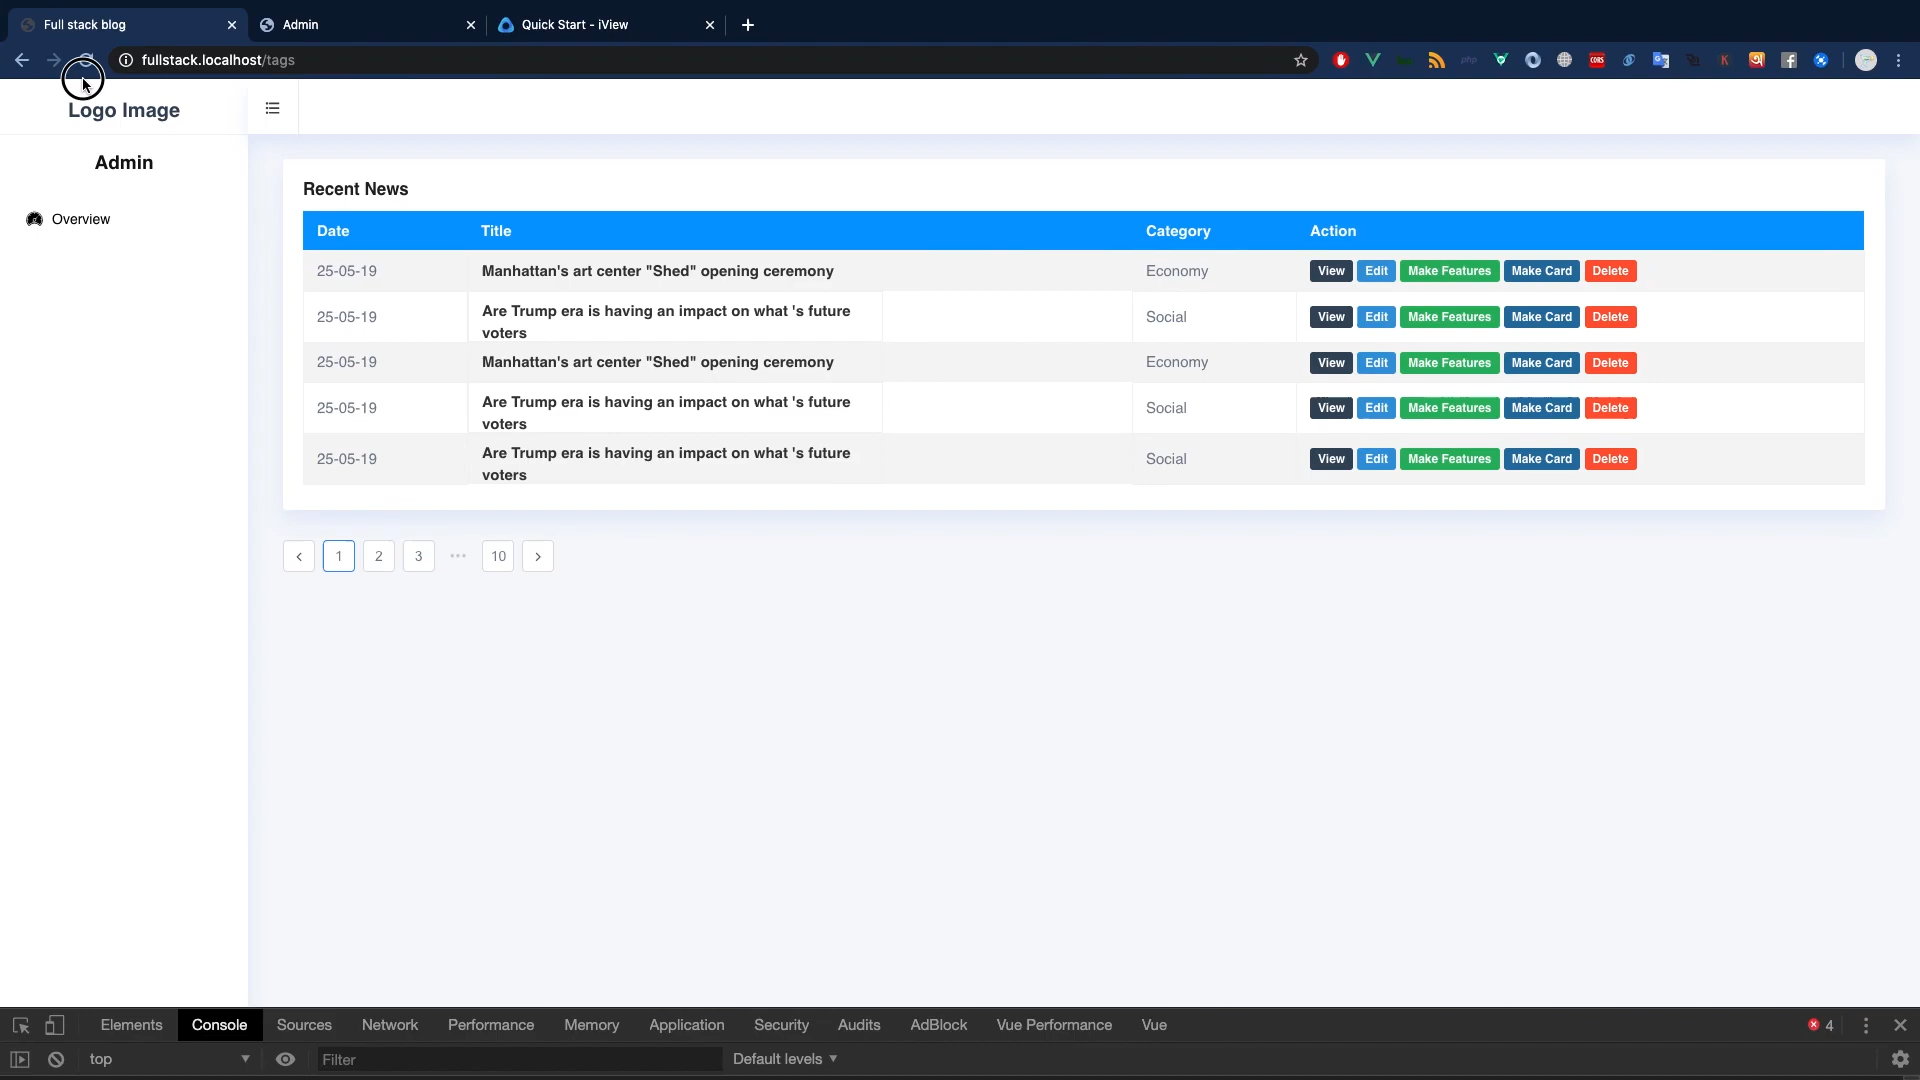 Full stack blog
Admin
Quick Start - iView
fullstack.localhost/tags
Logo Image
Admin
Overview
Recent News
Date Title Category Action
25-05-19 Manhattan's art center "Shed" opening ceremony Economy View Edit Make Features Make Card Delete
25-05-19 Are Trump era is having an impact on what 's future voters Social View Edit Make Features Make Card Delete
25-05-19 Manhattan's art center "Shed" opening ceremony Economy View Edit Make Features Make Card Delete
25-05-19 Are Trump era is having an impact on what 's future voters Social View Edit Make Features Make Card Delete
25-05-19 Are Trump era is having an impact on what 's future voters Social View Edit Make Features Make Card Delete
1 2 3 ••• 10
Elements Console Sources Network Performance Memory Application Security Audits AdBlock Vue Performance Vue 4
top Filter Default levels